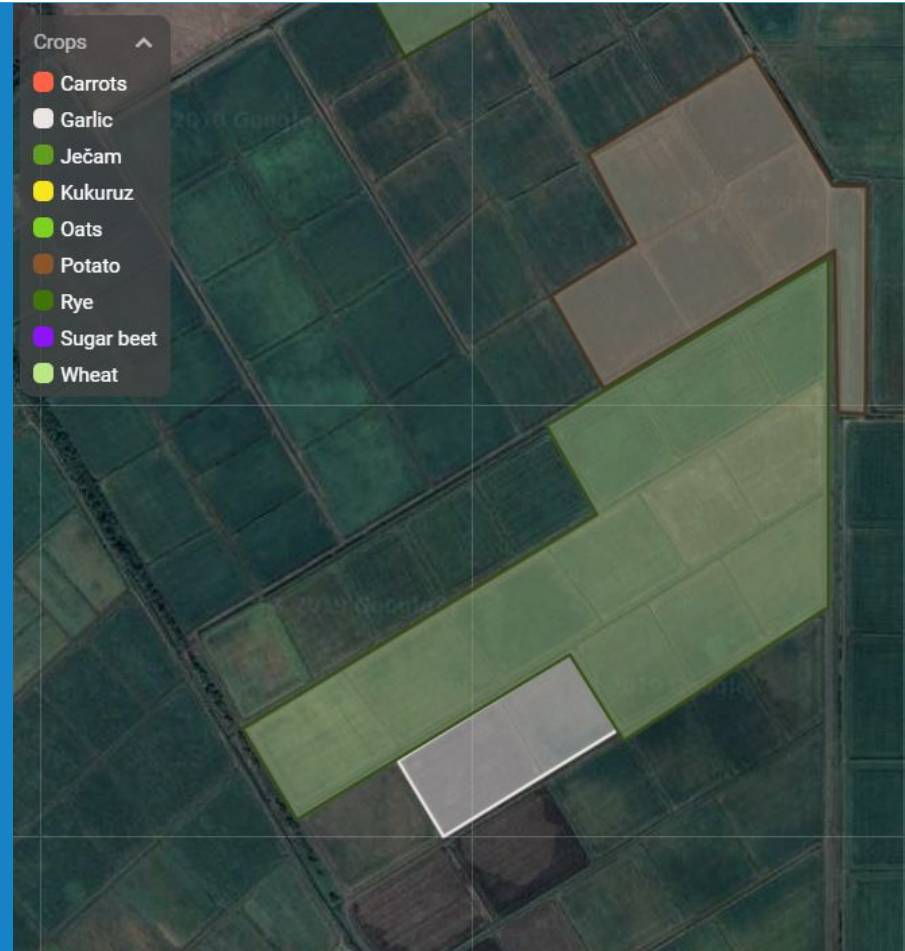 Crops
Carrots
Garlic
Ječam
Kukuruz
Oats
Potato
Rye
Sugar beet
Wheat